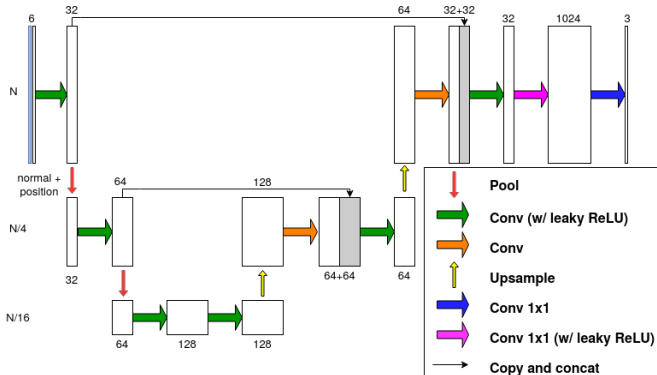 6
32
64
32+32
32
1024
3
N
normal +
position
64
128
N/4
32
64+64
64
N/16
64
128
128
Pool
Conv (w/ leaky ReLU)
Conv
Upsample
Conv 1x1
Conv 1x1 (w/ leaky ReLU)
Copy and concat